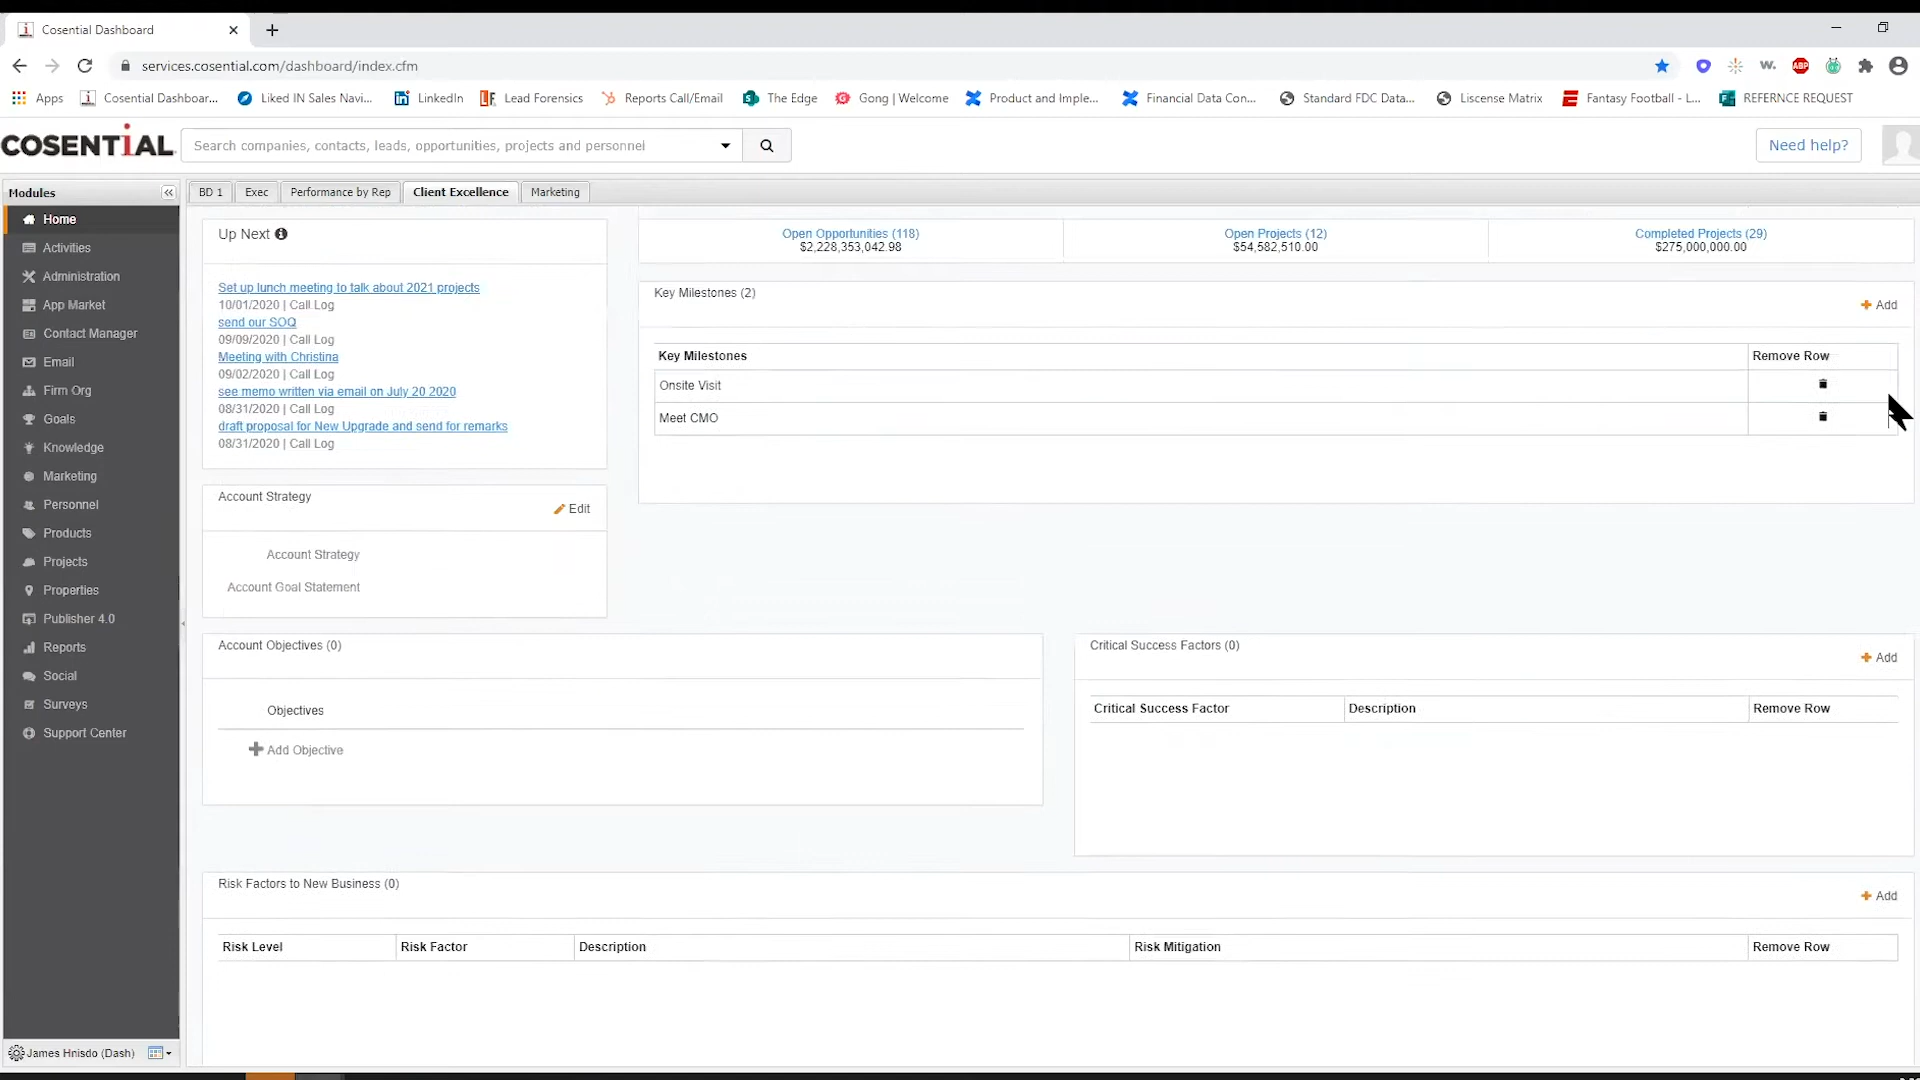 Cosential Dashboard
services.cosential.com/dashboard/index.cfm
Apps Cosential Dashboar... Liked IN Sales Navi... LinkedIn Lead Forensics Reports Call/Email The Edge Gong | Welcome Product and Imple... Financial Data Con... Standard FDC Data... Liscense Matrix Fantasy Football - L... REFERNCE REQUEST
COSENTiAL Search companies, contacts, leads, opportunities, projects and personnel Need help?
Modules BD 1 Exec Performance by Rep Client Excellence Marketing
Home
Activities
Administration
App Market
Contact Manager
Email
Firm Org
Goals
Knowledge
Marketing
Personnel
Products
Projects
Properties
Publisher 4.0
Reports
Social
Surveys
Support Center
James Hnisdo (Dash)
Up Next
Set up lunch meeting to talk about 2021 projects
10/01/2020 | Call Log
send our SOQ
09/09/2020 | Call Log
Meeting with Christina
09/02/2020 | Call Log
see memo written via email on July 20 2020
08/31/2020 | Call Log
draft proposal for New Upgrade and send for remarks
08/31/2020 | Call Log
Open Opportunities (118) Open Projects (12) Completed Projects (29)
$2,228,353,042.98 $54,582,510.00 $275,000,000.00
Key Milestones (2)
Add
Key Milestones Remove Row
Onsite Visit
Meet CMO
Account Strategy
Edit
Account Strategy
Account Goal Statement
Account Objectives (0)
Objectives
Add Objective
Critical Success Factors (0)
Add
Critical Success Factor Description Remove Row
Risk Factors to New Business (0)
Add
Risk Level Risk Factor Description Risk Mitigation Remove Row